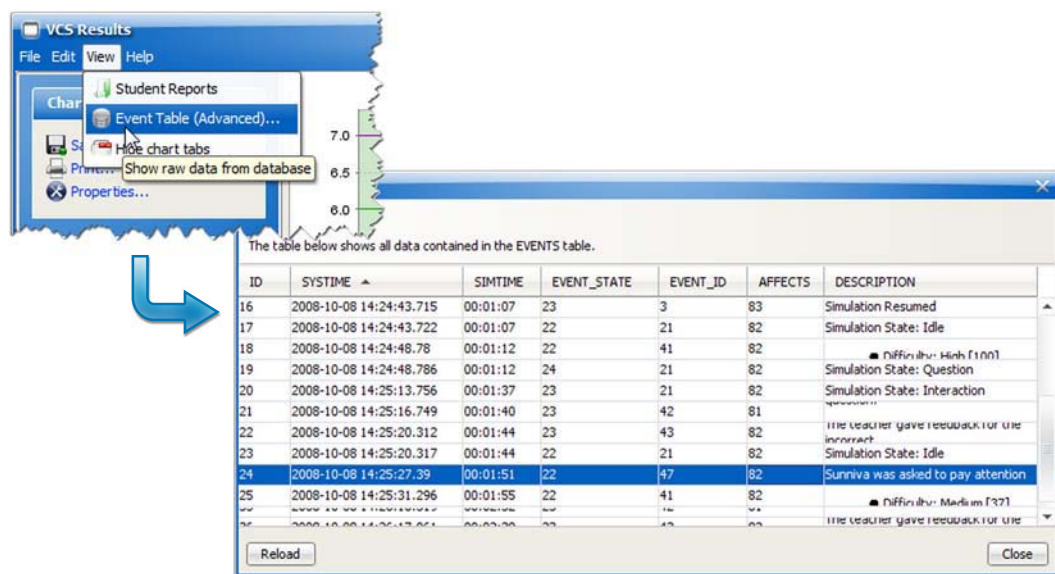 VCS Results
File Edit View Help
Student Reports
Char
Event Table (Advanced)...
Sa
Hide chart tabs
Print...
Show raw data from database
Properties...
7.0
6.5
6.0
The table below shows all data contained in the EVENTS table.
ID SYSTIME SIMTIME EVENT_STATE EVENT_ID AFFECTS DESCRIPTION
16 2008-10-08 14:24:43.715 00:01:07 23 3 83 Simulation Resumed
17 2008-10-08 14:24:43.722 00:01:07 22 21 82 Simulation State: Idle
18 2008-10-08 14:24:48.78 00:01:12 22 41 82 ● Difficulty: High [100]
19 2008-10-08 14:24:48.786 00:01:12 24 21 82 Simulation State: Question
20 2008-10-08 14:25:13.756 00:01:37 23 21 82 Simulation State: Interaction
21 2008-10-08 14:25:16.749 00:01:40 23 42 81
22 2008-10-08 14:25:20.312 00:01:44 23 43 82 The teacher gave feedback for the
incorrect
23 2008-10-08 14:25:20.317 00:01:44 22 21 82 Simulation State: Idle
24 2008-10-08 14:25:27.39 00:01:51 22 47 82 Sunniva was asked to pay attention
25 2008-10-08 14:25:31.296 00:01:55 22 41 82 ● Difficulty: Medium [37]
The teacher gave feedback for the
Reload Close